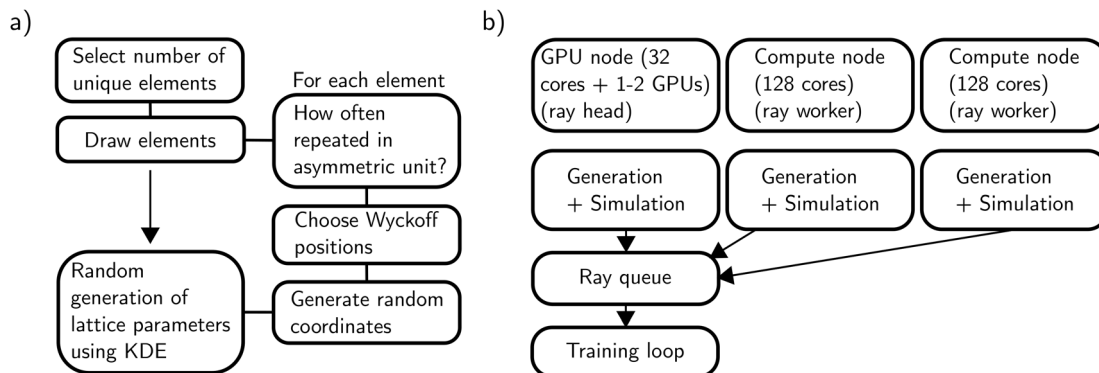 a)
Select number of
unique elements
Draw elements
For each element
How often
repeated in
asymmetric unit?
Choose Wyckoff
positions
Generate random
coordinates
Random
generation of
lattice parameters
using KDE
b)
GPU node (32
cores + 1-2 GPUs)
(ray head)
Compute node
(128 cores)
(ray worker)
Compute node
(128 cores)
(ray worker)
Generation
+ Simulation
Generation
+ Simulation
Generation
+ Simulation
Ray queue
Training loop